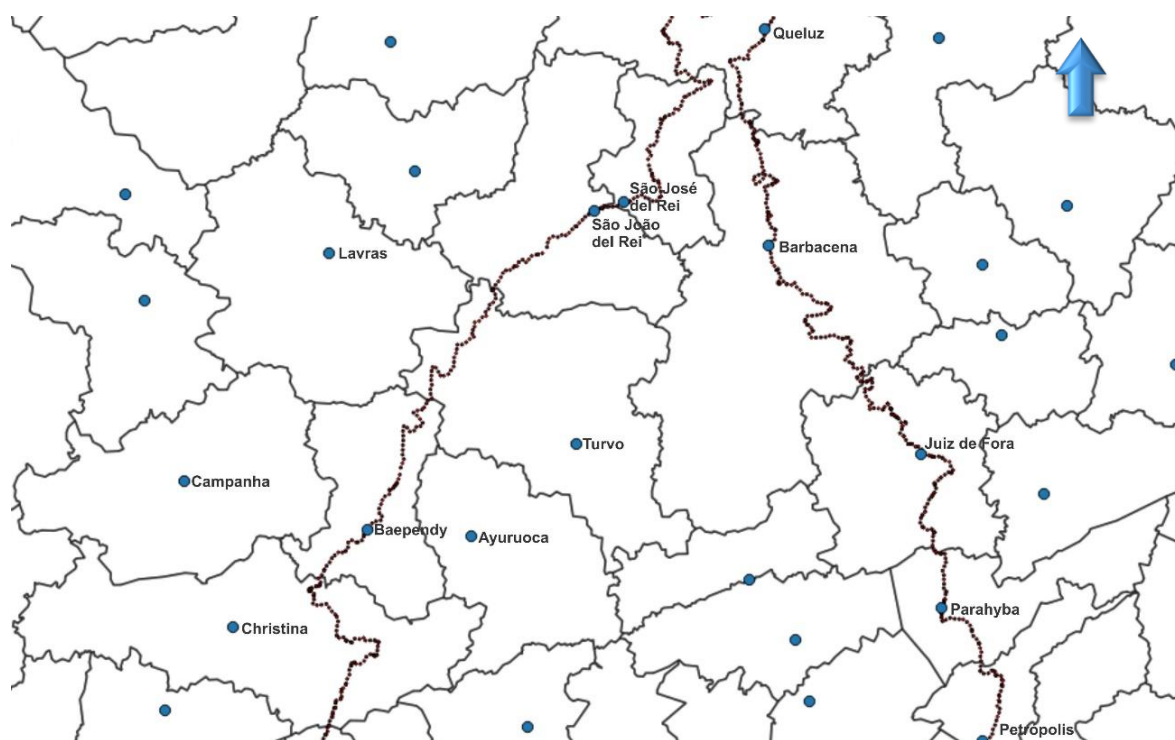 Queluz
São José
del Rei
São João
del Rei
Barbacena
Lavras
Turvo
Juiz de Fora
Campanha
Baependy
Ayuruoca
Parahyba
Christina
Petrópolis